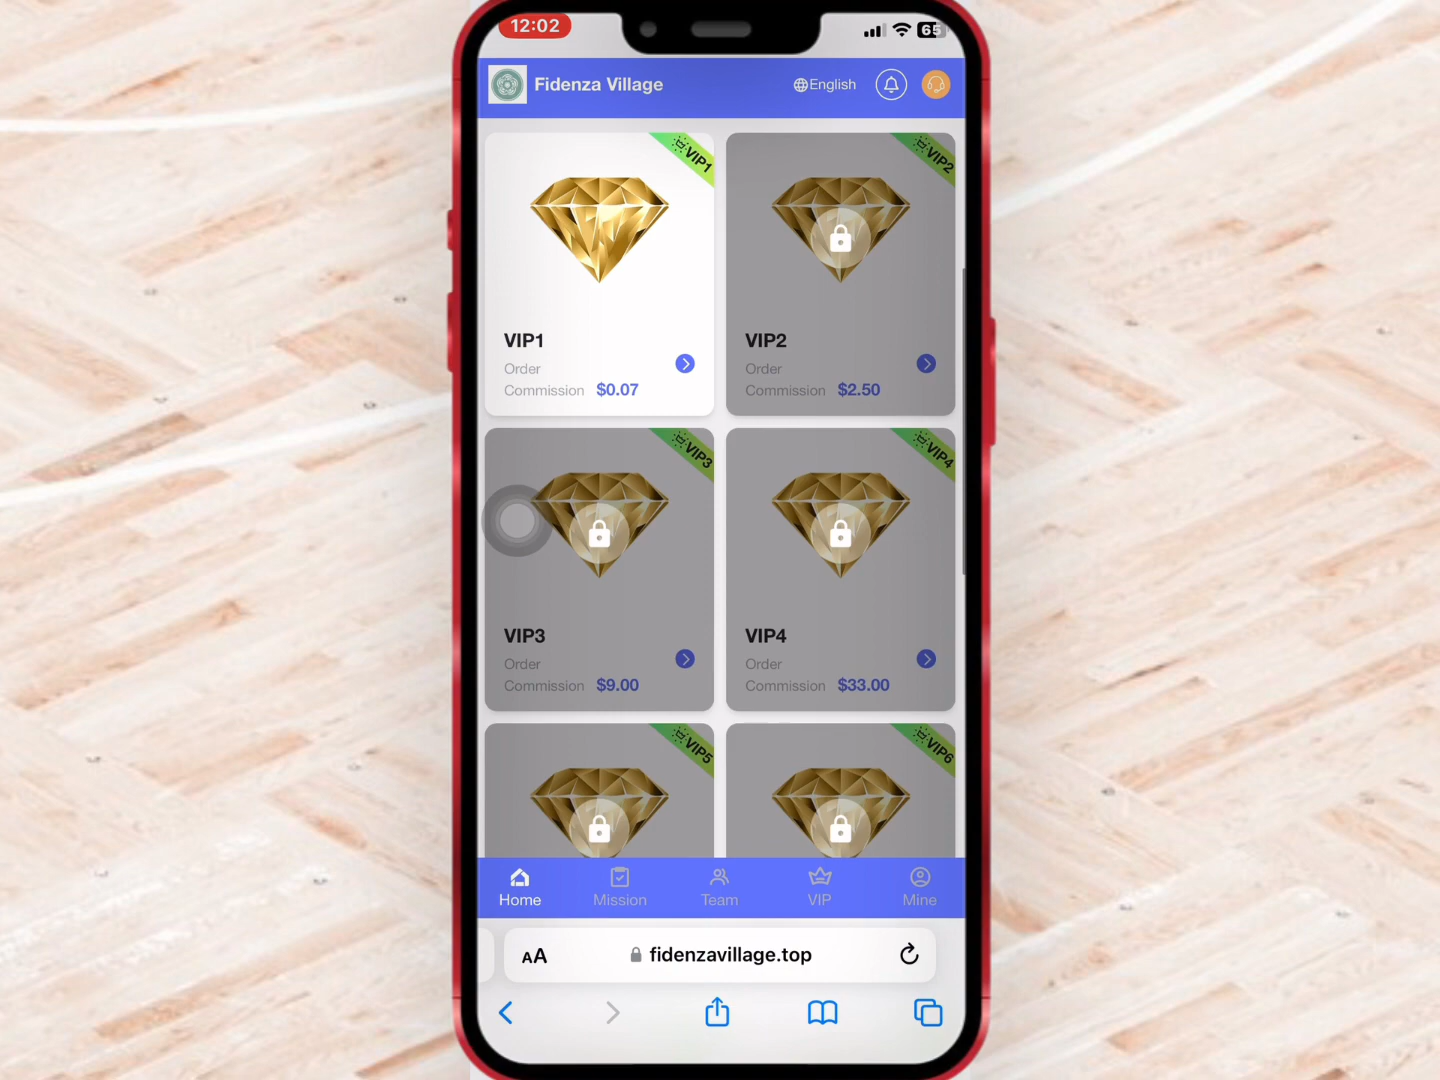 12:02
65
Fidenza Village
English
VIP1
VIP2
VIP1
Order
Commission $0.07
VIP2
Order
Commission $2.50
VIP3
VIP4
VIP3
Order
Commission $9.00
VIP4
Order
Commission $33.00
VIP5
VIP6
Home
Mission
Team
VIP
Mine
AA
fidenzavillage.top